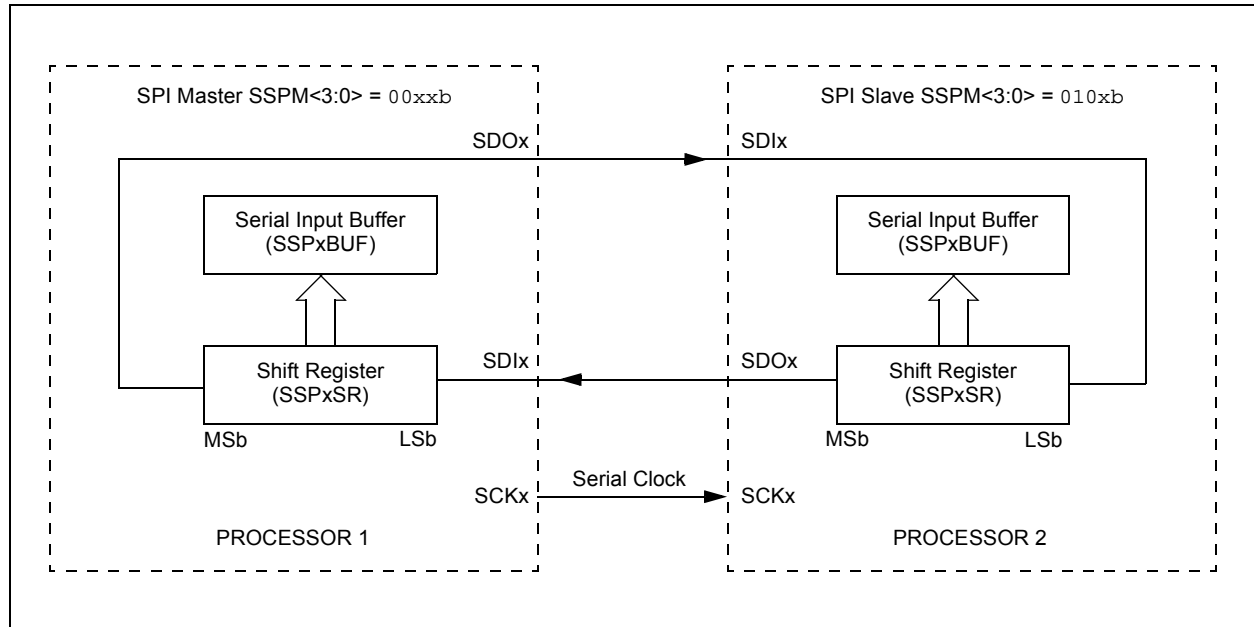 SPI Master SSPM<3:0> = 00xxb
SPI Slave SSPM<3:0> = 010xb
SDOx
SDIx
Serial Input Buffer
(SSPxBUF)
Serial Input Buffer
(SSPxBUF)
Shift Register
(SSPxSR)
SDIx
SDOx
Shift Register
(SSPxSR)
MSb
LSb
MSb
LSb
Serial Clock
SCKx
SCKx
PROCESSOR 1
PROCESSOR 2